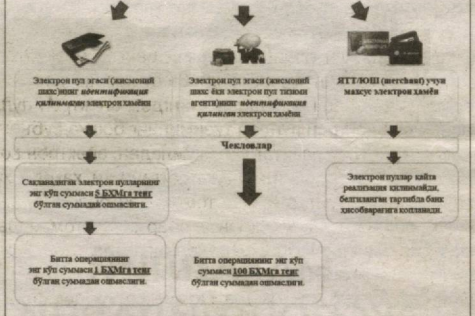 Электрон пул эгаси (жисмоний
шахс)нинг идентификация
қилинмаган электрон ҳамёни
Электрон пул эгаси (жисмоний
шахс ёки электрон пул тизими
агенти)нинг идентификация
қилинган электрон ҳамёни
ЯТТ/ЮШ (merchant) учун
махсус электрон ҳамён
Чекловлар
Сақланадиган электрон пулларнинг
энг кўп суммаси 5 БҲМга тенг
бўлган суммадан ошмаслиги.
Электрон пуллар қайта
реализация қилинмайди,
белгиланган тартибда банк
ҳисобварағига қопланади.
Битта операциянинг
энг кўп суммаси 1 БҲМга тенг
бўлган суммадан ошмаслиги.
Битта операциянинг энг кўп
суммаси 100 БҲМга тенг
бўлган суммадан ошмаслиги.